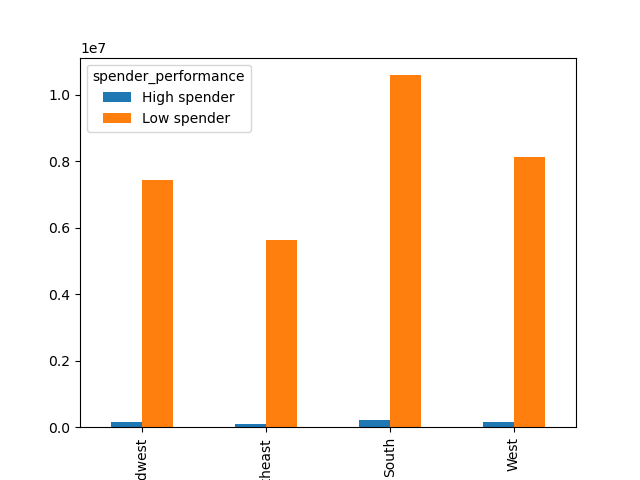 1e7
spender_performance
High spender
Low spender
1.0
0.8
0.6
0.4
0.2
0.0
dwest
heast
South
West